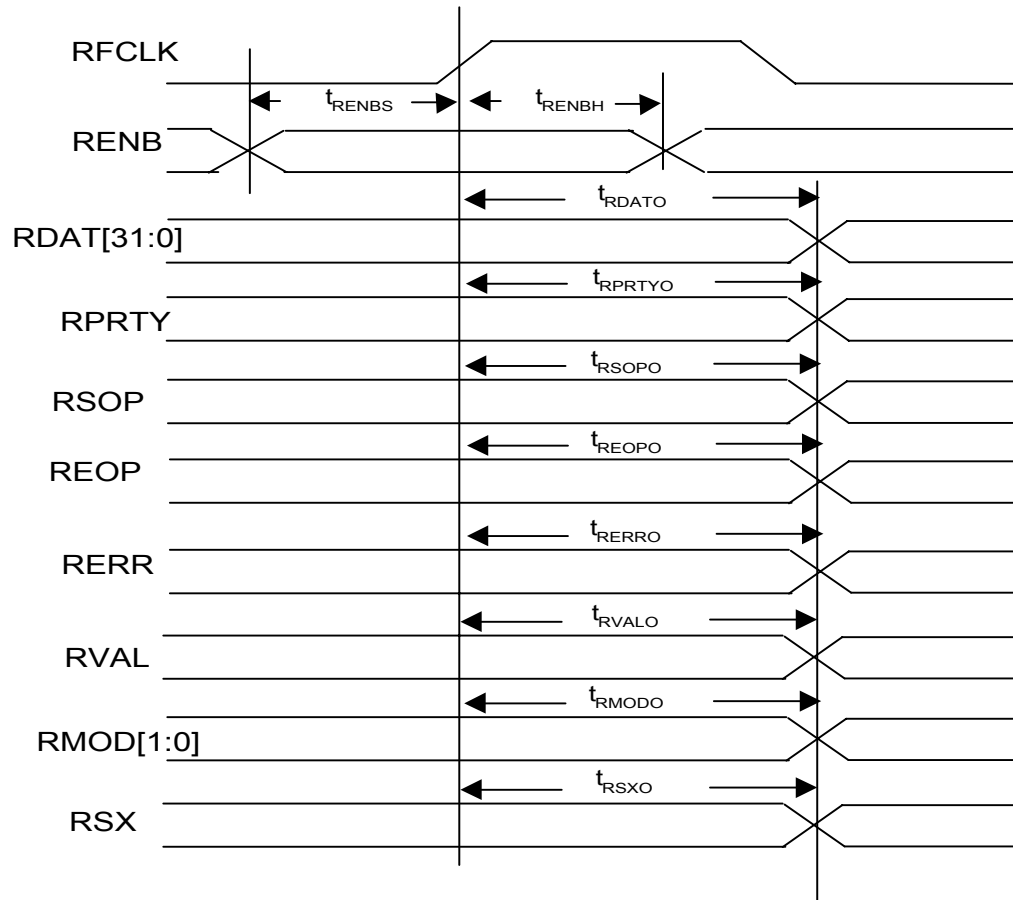 RFCLK
tRENBS
tRENBH
RENB
tRDATO
RDAT[31:0]
tRPRTYO
RPRTY
tRSOPO
RSOP
tREOPO
REOP
tRERRO
RERR
tRVALO
RVAL
tRMODO
RMOD[1:0]
tRSXO
RSX